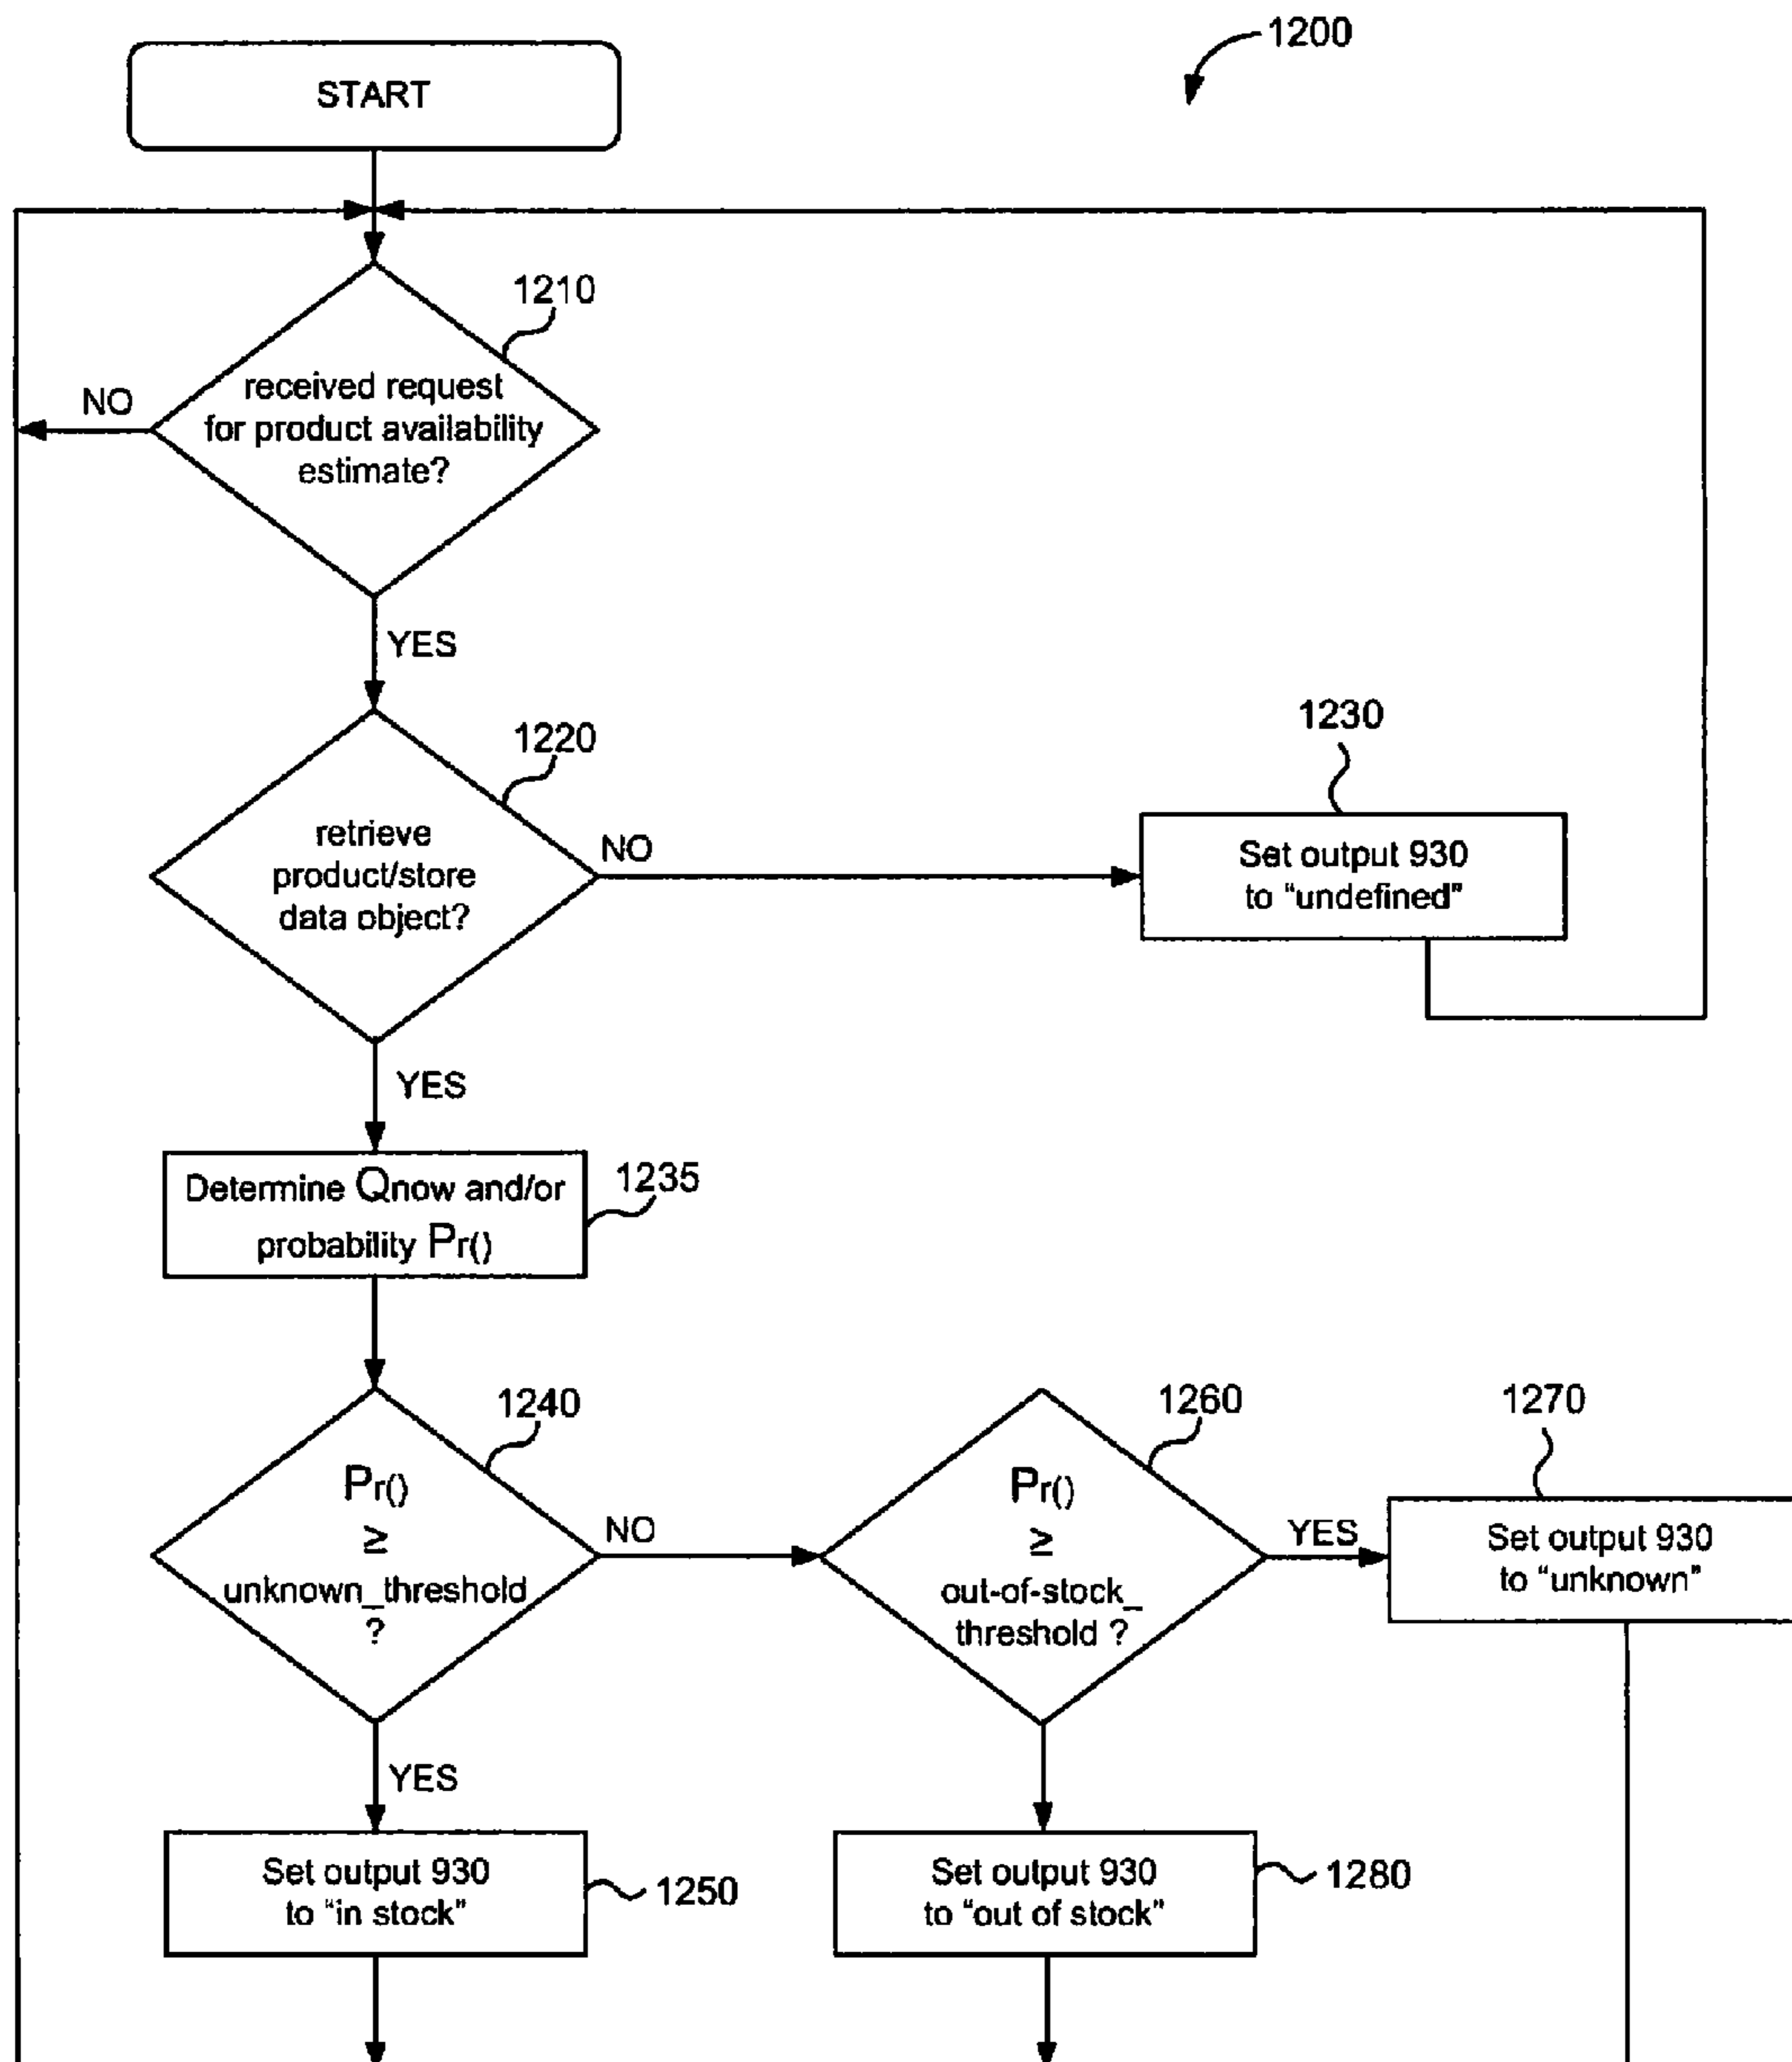 1200
START
1210
received request
for product availability
estimate?
NO
YES
1220
retrieve
product/store
data object?
NO
1230
Set output 930
to “undefined”
YES
Determine Qnow and/or
probability Pr()
1235
1240
Pr()
≥
unknown_threshold
?
NO
1260
Pr()
≥
out-of-stock_
threshold ?
YES
1270
Set output 930
to “unknown”
YES
Set output 930
to “in stock”
1250
Set output 930
to “out of stock”
1280